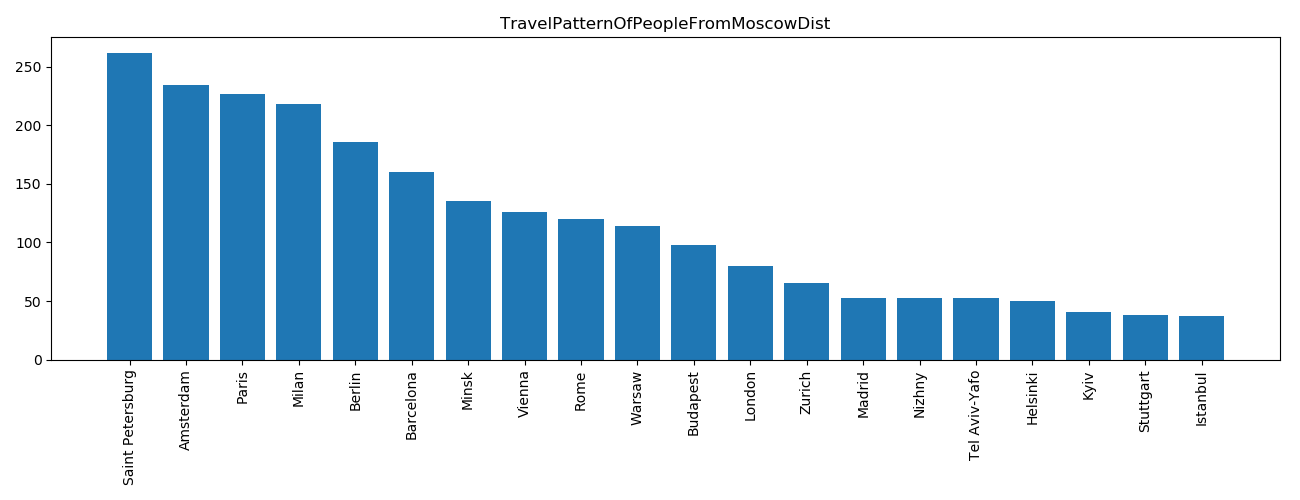 TravelPatternOfPeopleFromMoscowDist
250
200
150
100
50
0
Saint Petersburg
Amsterdam
Paris
Milan
Berlin
Barcelona
Minsk
Vienna
Rome
Warsaw
Budapest
London
Zurich
Madrid
Nizhny
Tel Aviv-Yafo
Helsinki
Kyiv
Stuttgart
Istanbul